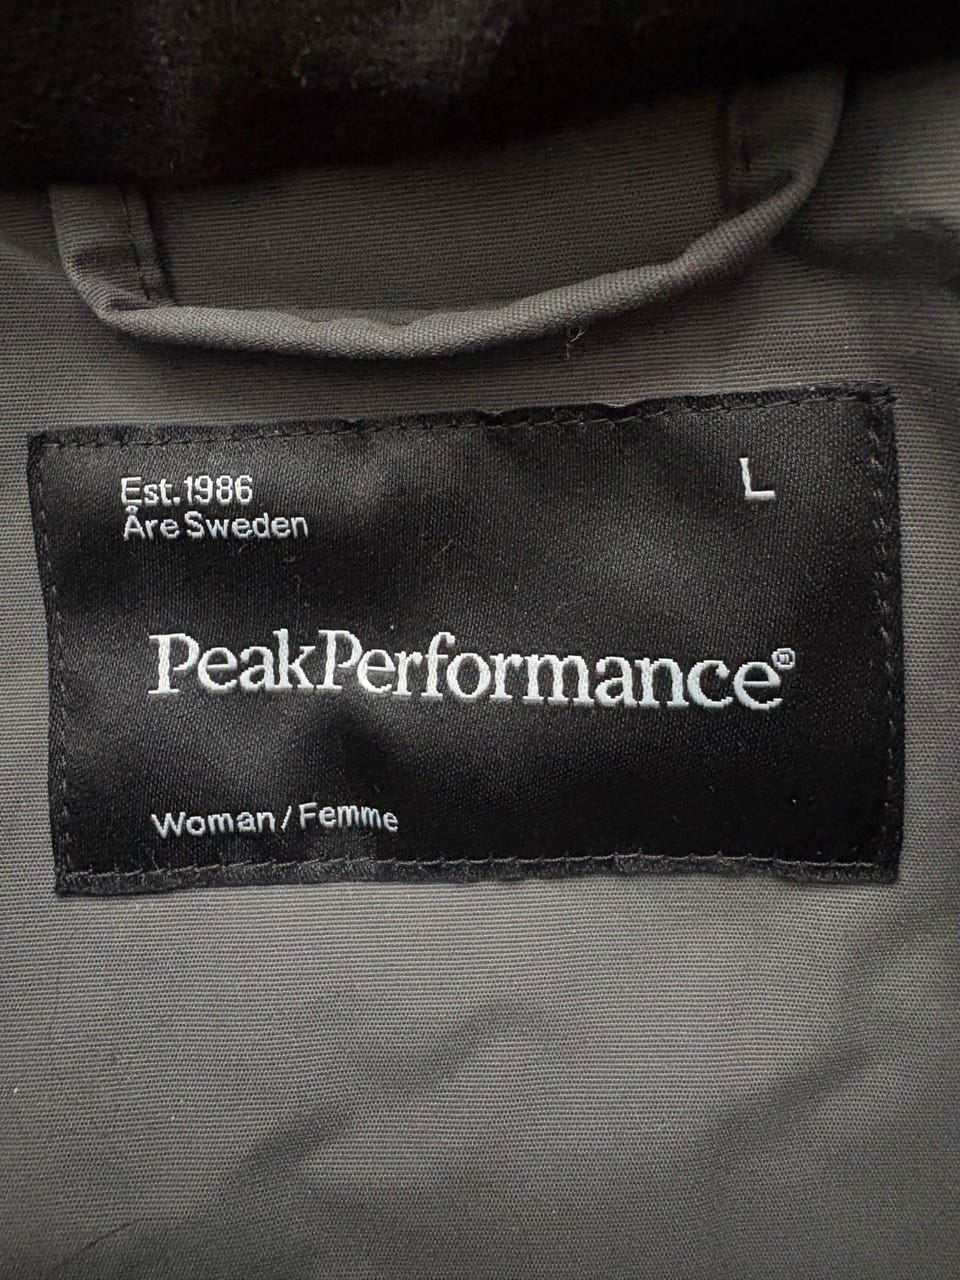 Est.1986
Åre Sweden
L
PeakPerformance®
Woman/Femme